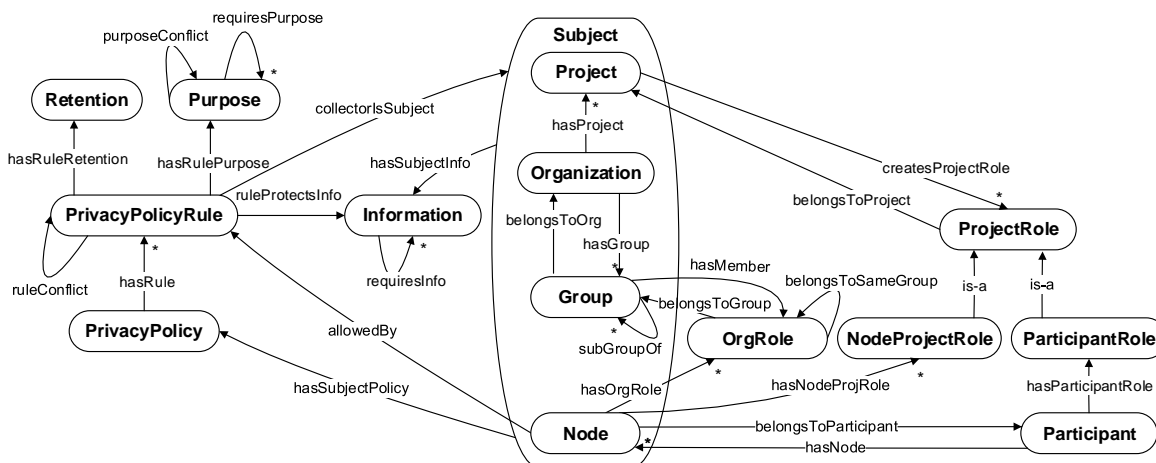 requiresPurpose
purposeConflict
*
Subject
Project
*
Retention
Purpose
collectorIsSubject
hasProject
hasRuleRetention
hasRulePurpose
hasSubjectInfo
Organization
createsProjectRole
*
belongsToProject
ruleProtectsInfo
PrivacyPolicyRule
Information
belongsToOrg
ProjectRole
*
*
hasGroup
*
hasMember
requiresInfo
ruleConflict
hasRule
belongsToSameGroup
is-a
is-a
Group
belongsToGroup
PrivacyPolicy
allowedBy
*
subGroupOf
OrgRole
NodeProjectRole
ParticipantRole
*
*
hasSubjectPolicy
hasOrgRole
hasNodeProjRole
hasParticipantRole
Node
belongsToParticipant
*
hasNode
Participant